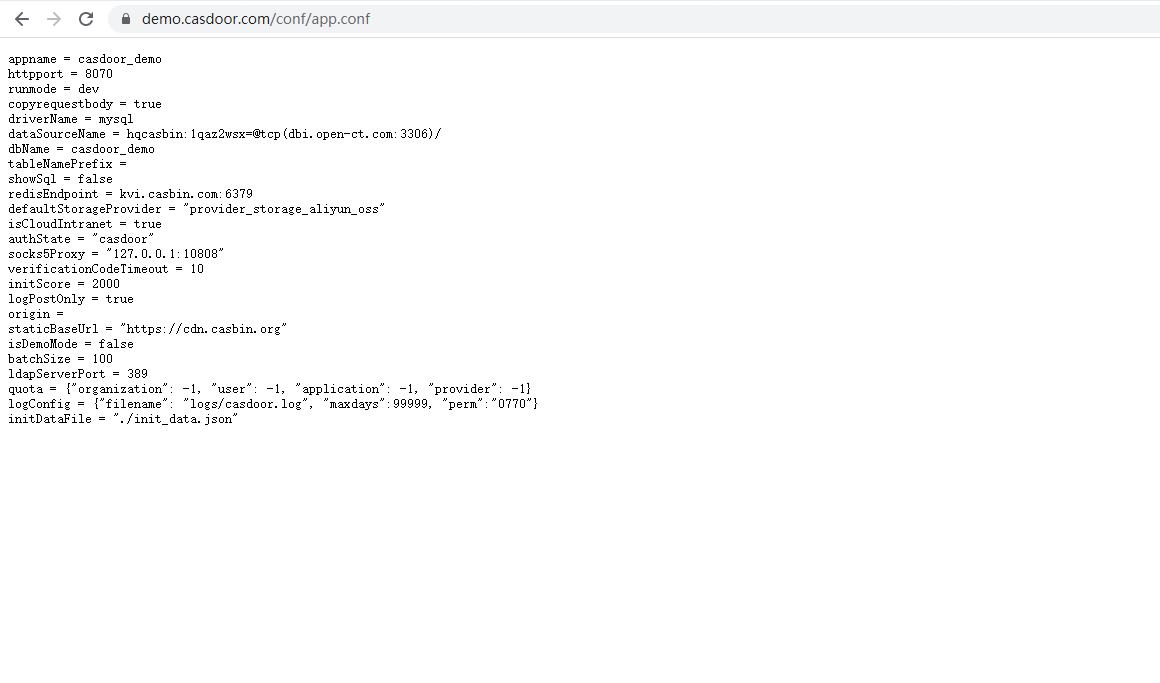 demo.casdoor.com/conf/app.conf
appname = casdoor_demo
httpport = 8070
runmode = dev
copyrequestbody = true
driverName = mysql
dataSourceName = hqcasbin:1qaz2wsx=@tcp(dbi.open-ct.com:3306)/
dbName = casdoor_demo
tableNamePrefix =
showSql = false
redisEndpoint = kvi.casbin.com:6379
defaultStorageProvider = "provider_storage_aliyun_oss"
isCloudIntranet = true
authState = "casdoor"
socks5Proxy = "127.0.0.1:10808"
verificationCodeTimeout = 10
initScore = 2000
logPostOnly = true
origin =
staticBaseUrl = "https://cdn.casbin.org"
isDemoMode = false
batchSize = 100
ldapServerPort = 389
quota = {"organization": -1, "user": -1, "application": -1, "provider": -1}
logConfig = {"filename": "logs/casdoor.log", "maxdays":99999, "perm":"0770"}
initDataFile = "./init_data.json"